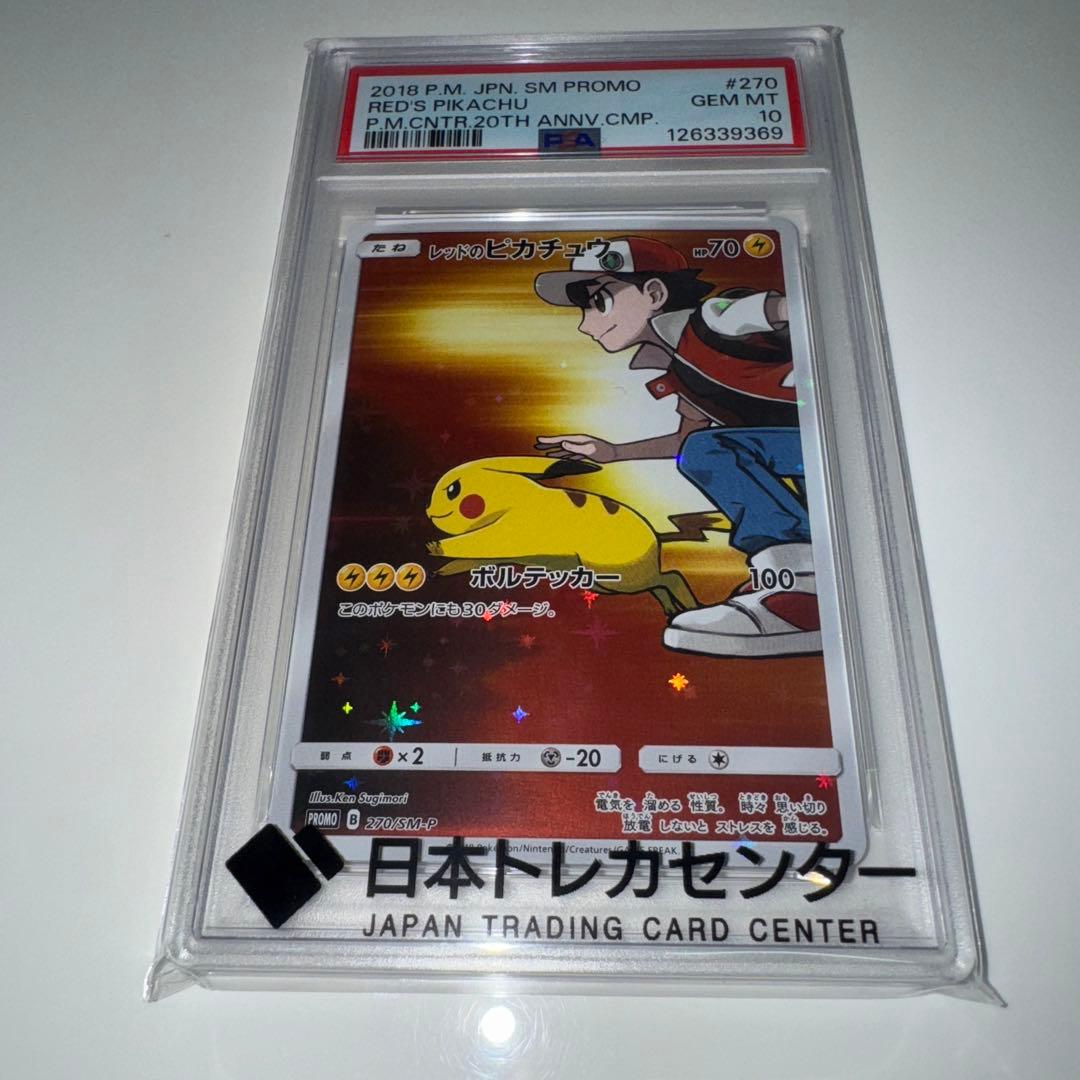 2018 P.M. JPN. SM PROMO #270
RED'S PIKACHU GEM MT
P.M.CNTR.20TH ANNV.CMP. 10
PSA 126339369
たね レッドのピカチュウ HP70
ボルテッカー 100
このポケモンにも30ダメージ。
弱点 ×2 抵抗力 -20 にげる
Illus.Ken Sugimori
PROMO B 270/SM-P
電気を溜める性質。時々思い切り
放電しないとストレスを感じる。
Pokémon/Nintendo/Creatures/GAME FREAK
日本トレカセンター
JAPAN TRADING CARD CENTER